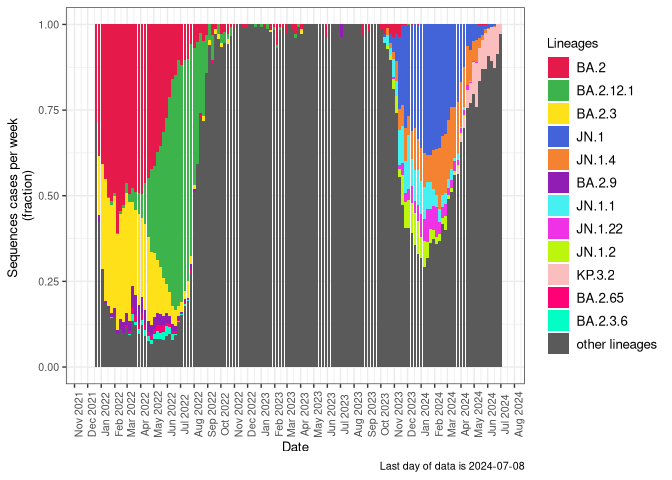 Sequences cases per week
(fraction)
1.00
0.75
0.50
0.25
0.00
Nov 2021
Dec 2021
Jan 2022
Feb 2022
Mar 2022
Apr 2022
May 2022
Jun 2022
Jul 2022
Aug 2022
Sep 2022
Oct 2022
Nov 2022
Dec 2022
Jan 2023
Feb 2023
Mar 2023
Apr 2023
May 2023
Jun 2023
Jul 2023
Aug 2023
Sep 2023
Oct 2023
Nov 2023
Dec 2023
Jan 2024
Feb 2024
Mar 2024
Apr 2024
May 2024
Jun 2024
Jul 2024
Aug 2024
Date
Lineages
BA.2
BA.2.12.1
BA.2.3
JN.1
JN.1.4
BA.2.9
JN.1.1
JN.1.22
JN.1.2
KP.3.2
BA.2.65
BA.2.3.6
other lineages
Last day of data is 2024-07-08